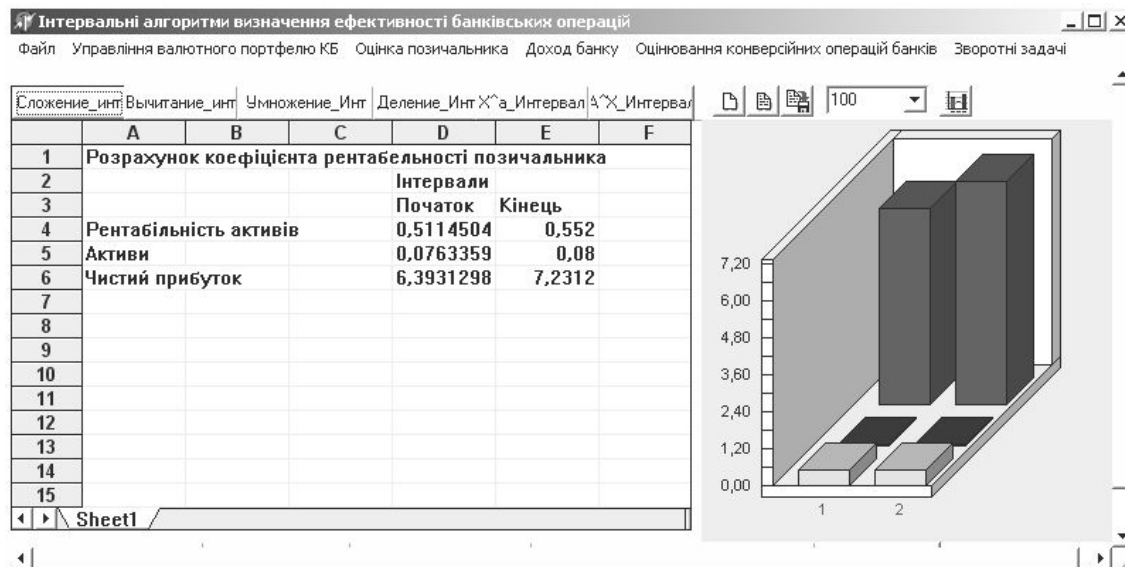 Інтервальні алгоритми визначення ефективності банківських операцій
Файл Управління валютного портфелю КБ Оцінка позичальника Доход банку Оцінювання конверсійних операцій банків Зворотні задачі
Сложение_инт Вычитание_инт Умножение_Инт Деление_Инт X^a_Интервал A^X_Интервал 100
A B C D E F
1 Розрахунок коефіцієнта рентабельності позичальника
2 Інтервали
3 Початок Кінець
4 Рентабільність активів 0,5114504 0,552
5 Активи 0,0763359 0,08
6 Чистий прибуток 6,3931298 7,2312
7
8
9
10
11
12
13
14
15
Sheet1
7,20
6,00
4,80
3,60
2,40
1,20
0,00
1 2